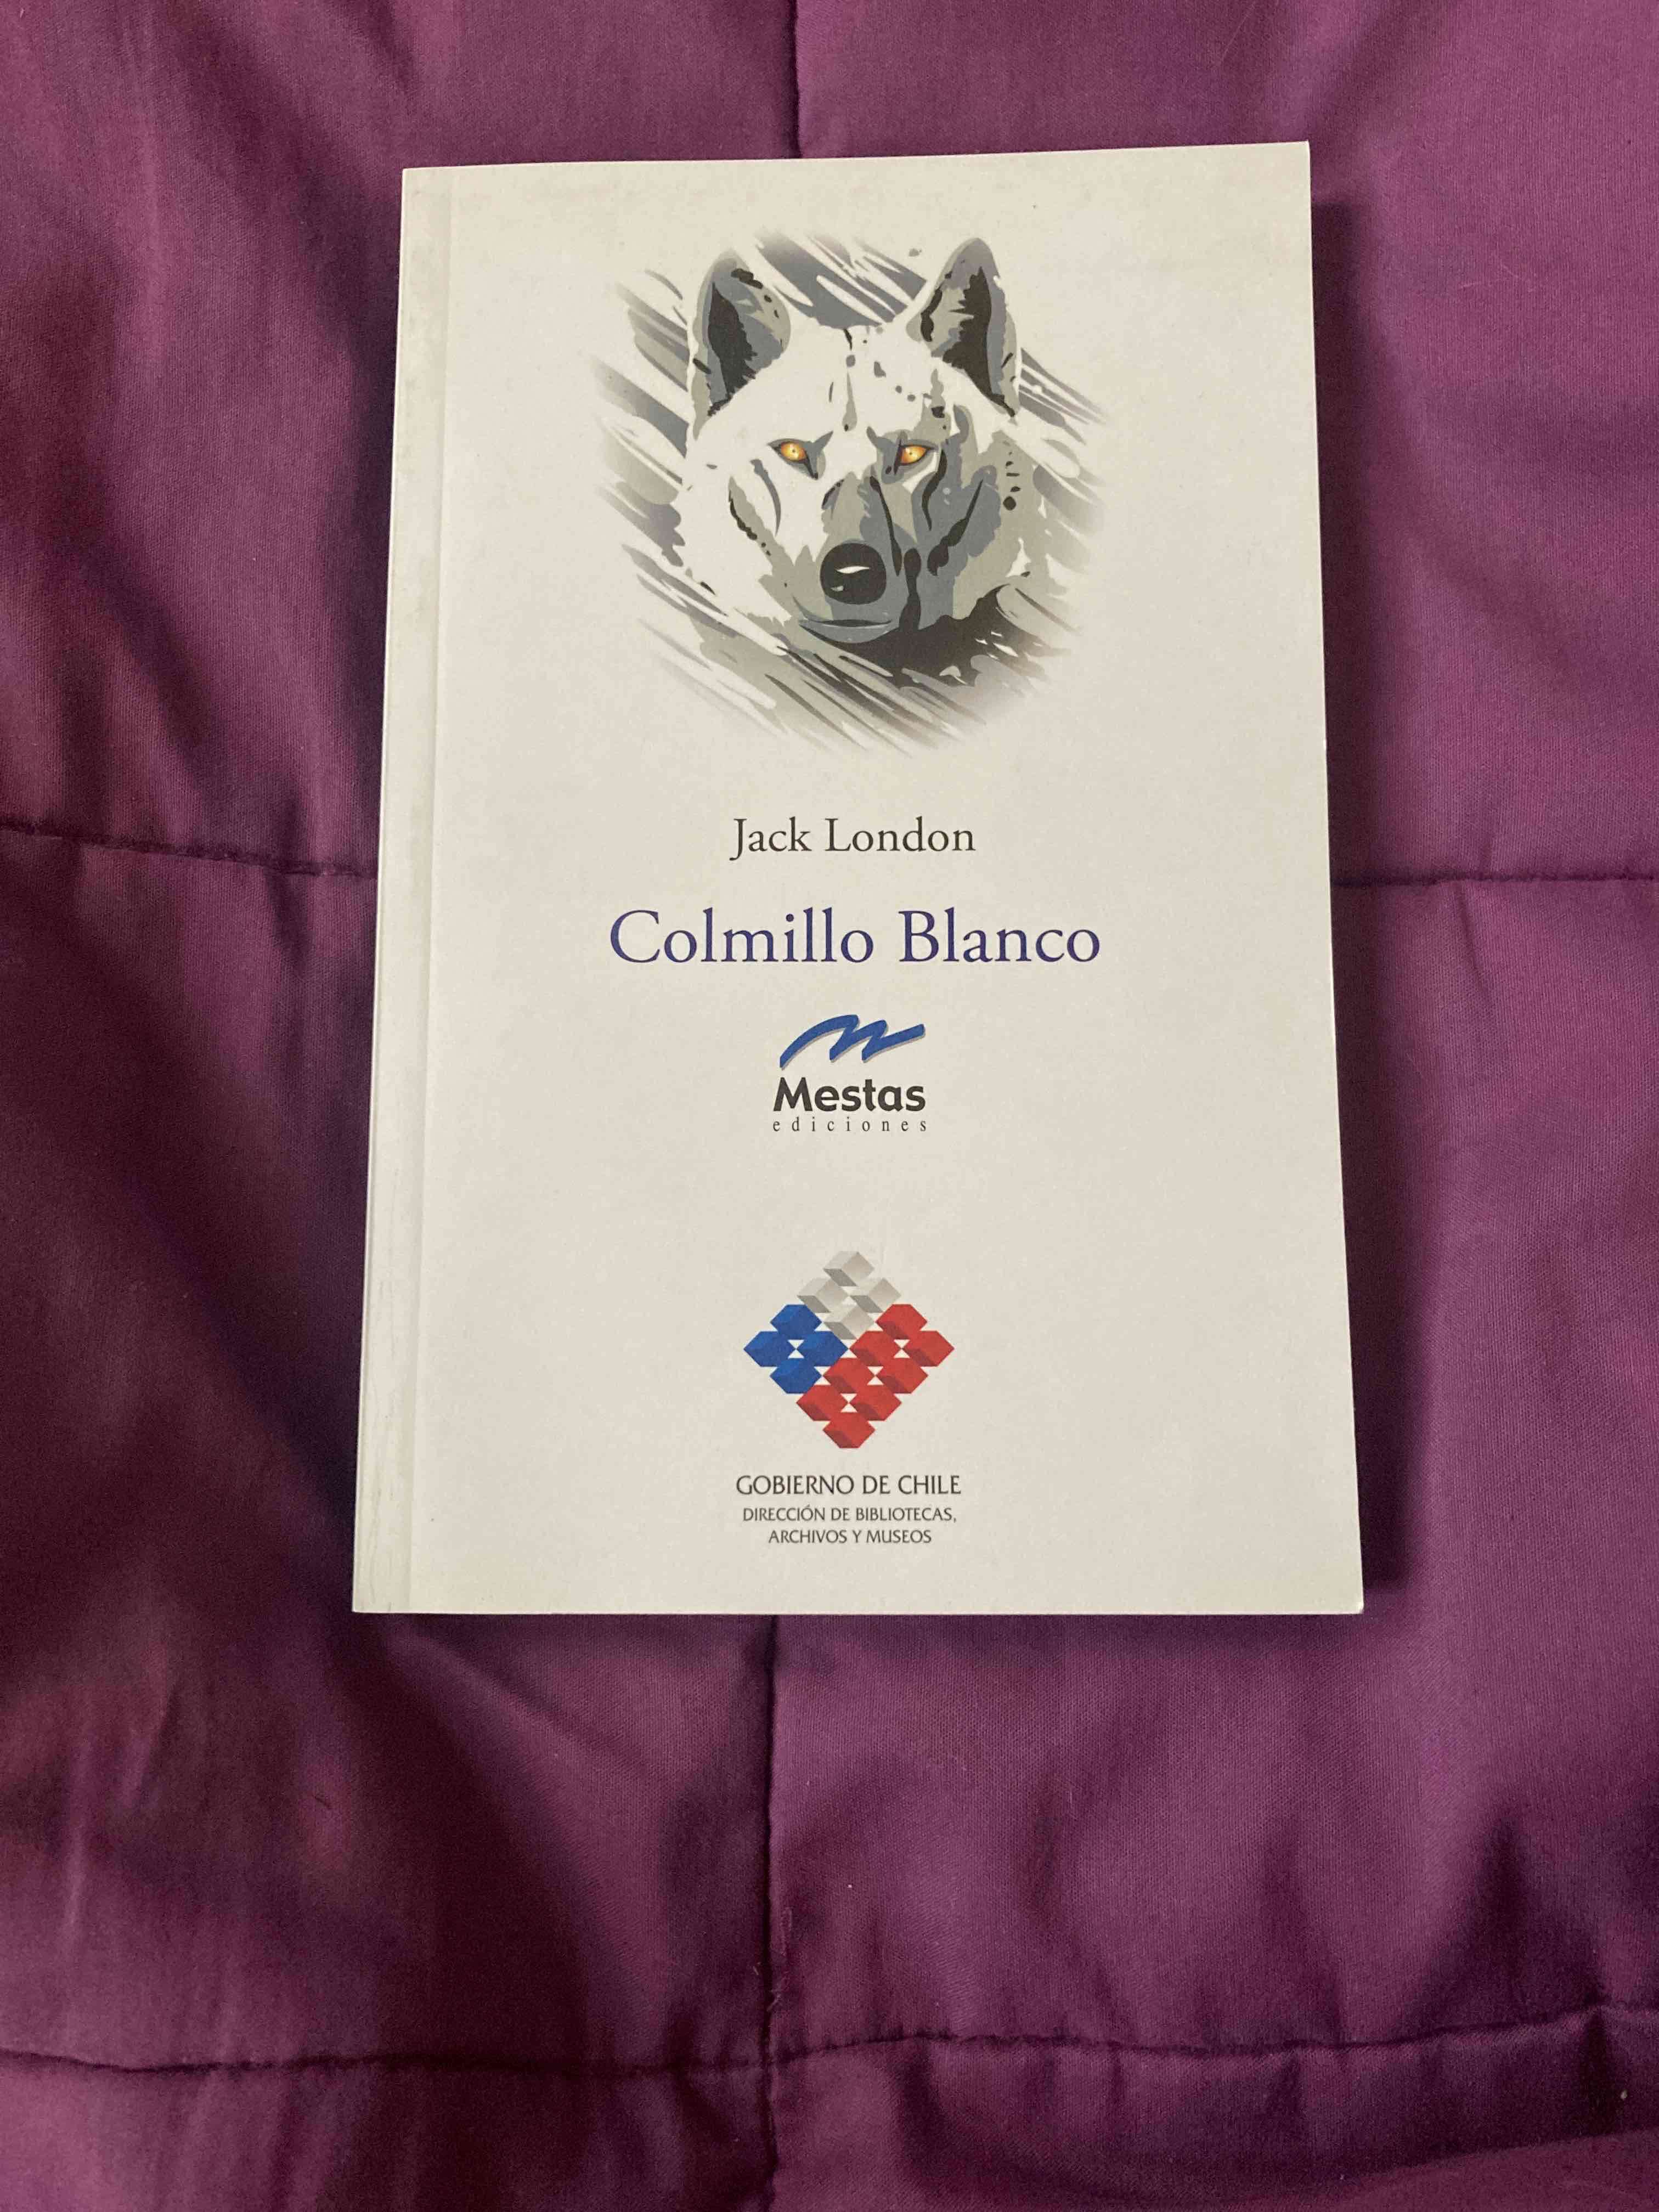 Jack London
Colmillo Blanco
Mestas
ediciones
GOBIERNO DE CHILE
DIRECCIÓN DE BIBLIOTECAS,
ARCHIVOS Y MUSEOS